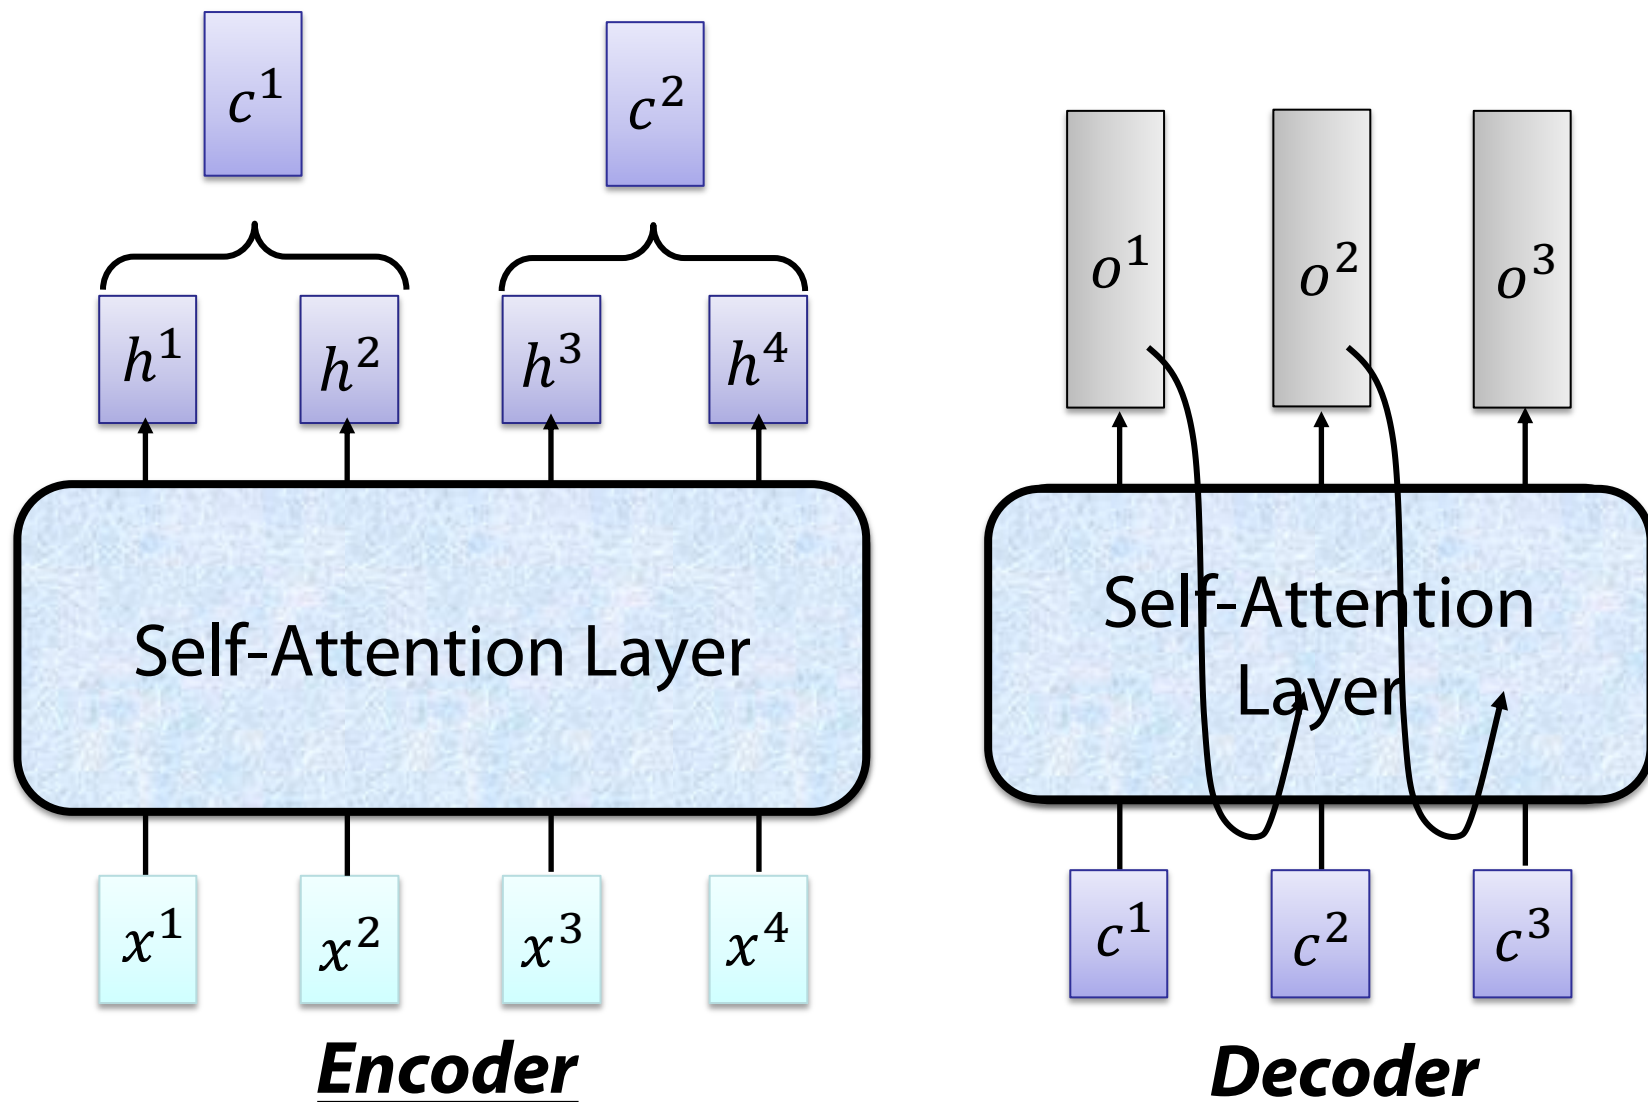 c¹ c²
h¹ h² h³ h⁴
Self-Attention Layer
x¹ x² x³ x⁴
Encoder
o¹ o² o³
Self-Attention
Layer
c¹ c² c³
Decoder